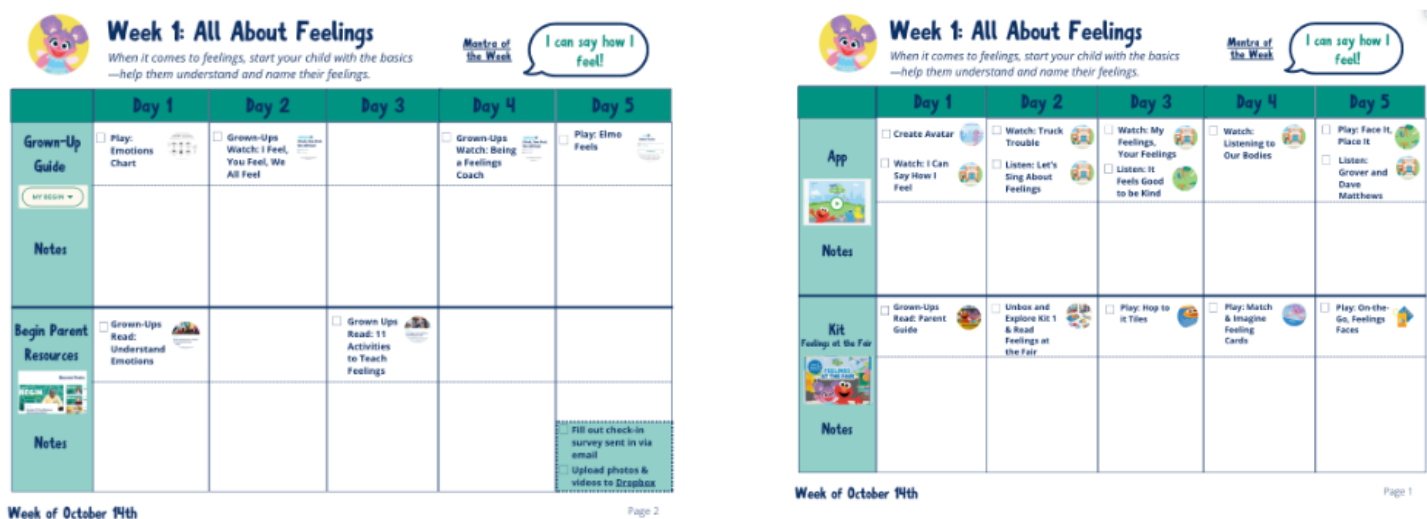 Week 1: All About Feelings
When it comes to feelings, start your child with the basics
—help them understand and name their feelings.
Mantra of
the Week
I can say how I
feel!
Day 1
Day 2
Day 3
Day 4
Day 5
Grown-Up
Guide
MY BEGIN
Play:
Emotions
Chart
Grown-Ups
Watch: I Feel,
You Feel, We
All Feel
Grown-Ups
Watch: Being
a Feelings
Coach
Play: Elmo
Feels
Notes
Begin Parent
Resources
Grown-Ups
Read:
Understand
Emotions
Grown Ups
Read: 11
Activities
to Teach
Feelings
Notes
Fill out check-in
survey sent in via
email
Upload photos &
videos to Dropbox
Week of October 14th
Page 2
Week 1: All About Feelings
When it comes to feelings, start your child with the basics
—help them understand and name their feelings.
Mantra of
the Week
I can say how I
feel!
Day 1
Day 2
Day 3
Day 4
Day 5
App
Create Avatar
Watch: I Can
Say How I
Feel
Watch: Truck
Trouble
Listen: Let's
Sing About
Feelings
Watch: My
Feelings,
Your Feelings
Listen: It
Feels Good
to be Kind
Watch:
Listening to
Our Bodies
Play: Face It,
Place It
Listen:
Grover and
Dave
Matthews
Notes
Kit
Feelings at the Fair
FEELINGS
AT THE FAIR
Grown-Ups
Read: Parent
Guide
Unbox and
Explore Kit 1
& Read
Feelings at
the Fair
Play: Hop to
it Tiles
Play: Match
& Imagine
Feeling
Cards
Play: On-the-
Go, Feelings
Faces
Notes
Week of October 14th
Page 1